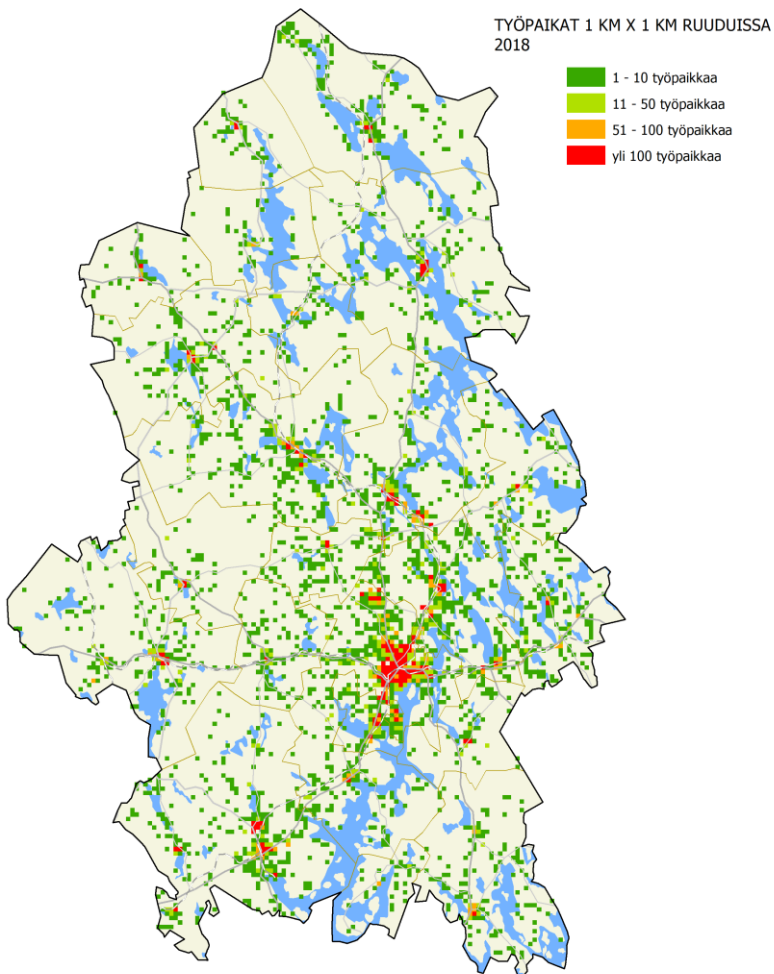 TYÖPAIKAT 1 KM X 1 KM RUUDUISSA
2018
1 - 10 työpaikkaa
11 - 50 työpaikkaa
51 - 100 työpaikkaa
yli 100 työpaikkaa